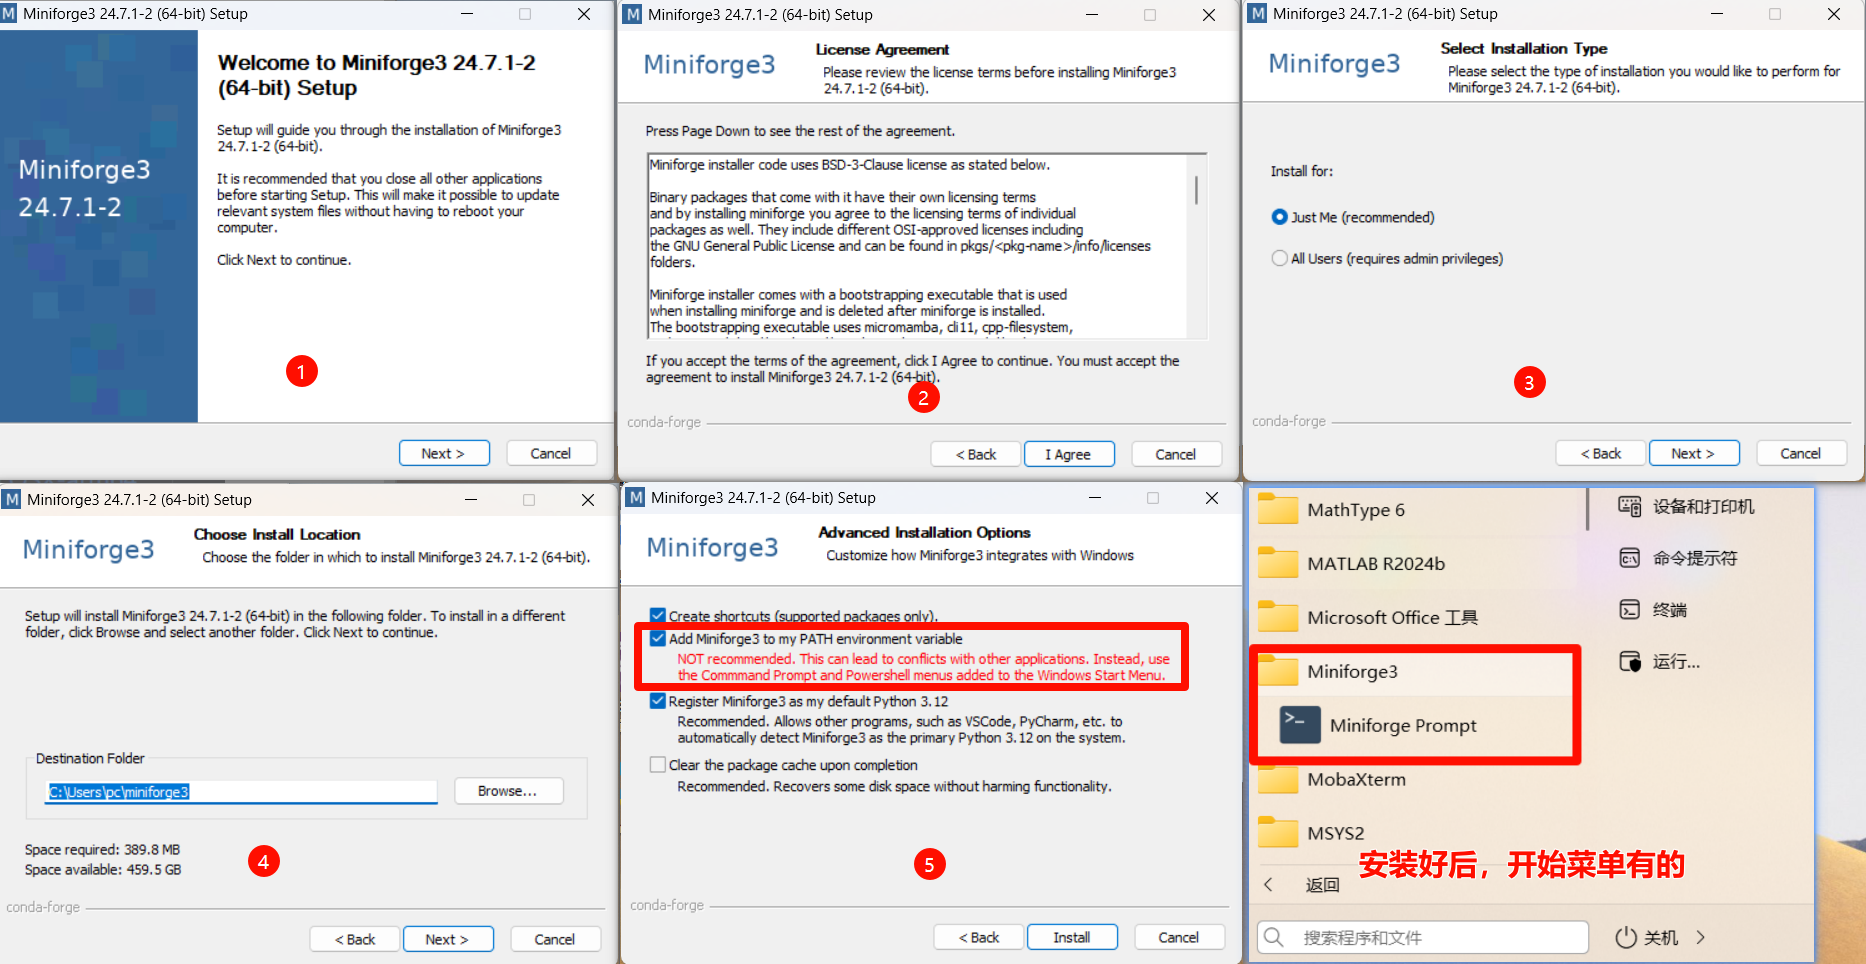 Miniforge3 24.7.1-2 (64-bit) Setup
Miniforge3
24.7.1-2
Welcome to Miniforge3 24.7.1-2
(64-bit) Setup
Setup will guide you through the installation of Miniforge3
24.7.1-2 (64-bit).
It is recommended that you close all other applications
before starting Setup. This will make it possible to update
relevant system files without having to reboot your
computer.
Click Next to continue.
1
Next >
Cancel
Miniforge3 24.7.1-2 (64-bit) Setup
Miniforge3
License Agreement
Please review the license terms before installing Miniforge3
24.7.1-2 (64-bit).
Press Page Down to see the rest of the agreement.
Miniforge installer code uses BSD-3-Clause license as stated below.
Binary packages that come with it have their own licensing terms
and by installing miniforge you agree to the licensing terms of individual
packages as well. They include different OSI-approved licenses including
the GNU General Public License and can be found in pkgs/<pkg-name>/info/licenses
folders.
Miniforge installer comes with a bootstrapping executable that is used
when installing miniforge and is deleted after miniforge is installed.
The bootstrapping executable uses micromamba, cli11, cpp-filesystem,
If you accept the terms of the agreement, click I Agree to continue. You must accept the
agreement to install Miniforge3 24.7.1-2 (64-bit).
2
conda-forge
< Back
I Agree
Cancel
Miniforge3 24.7.1-2 (64-bit) Setup
Miniforge3
Select Installation Type
Please select the type of installation you would like to perform for
Miniforge3 24.7.1-2 (64-bit).
Install for:
Just Me (recommended)
All Users (requires admin privileges)
3
conda-forge
< Back
Next >
Cancel
Miniforge3 24.7.1-2 (64-bit) Setup
Miniforge3
Choose Install Location
Choose the folder in which to install Miniforge3 24.7.1-2 (64-bit).
Setup will install Miniforge3 24.7.1-2 (64-bit) in the following folder. To install in a different
folder, click Browse and select another folder. Click Next to continue.
Destination Folder
C:\Users\pc\miniforge3
Browse...
Space required: 389.8 MB
Space available: 459.5 GB
4
conda-forge
< Back
Next >
Cancel
Miniforge3 24.7.1-2 (64-bit) Setup
Miniforge3
Advanced Installation Options
Customize how Miniforge3 integrates with Windows
Create shortcuts (supported packages only).
Add Miniforge3 to my PATH environment variable
NOT recommended. This can lead to conflicts with other applications. Instead, use
the Commmand Prompt and Powershell menus added to the Windows Start Menu.
Register Miniforge3 as my default Python 3.12
Recommended. Allows other programs, such as VSCode, PyCharm, etc. to
automatically detect Miniforge3 as the primary Python 3.12 on the system.
Clear the package cache upon completion
Recommended. Recovers some disk space without harming functionality.
5
conda-forge
< Back
Install
Cancel
MathType 6
MATLAB R2024b
Microsoft Office 工具
Miniforge3
Miniforge Prompt
MobaXterm
MSYS2
安装好后，开始菜单有的
返回
搜索程序和文件
设备和打印机
命令提示符
终端
运行...
关机